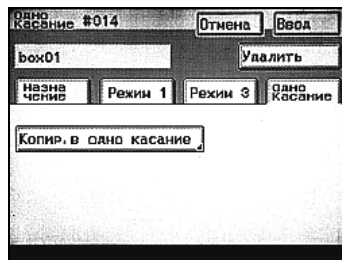 Одно касание #014 Отмена Ввод
box01 Удалить
Назна чение Режим 1 Режим 3 Одно касание
Копир.в одно касание